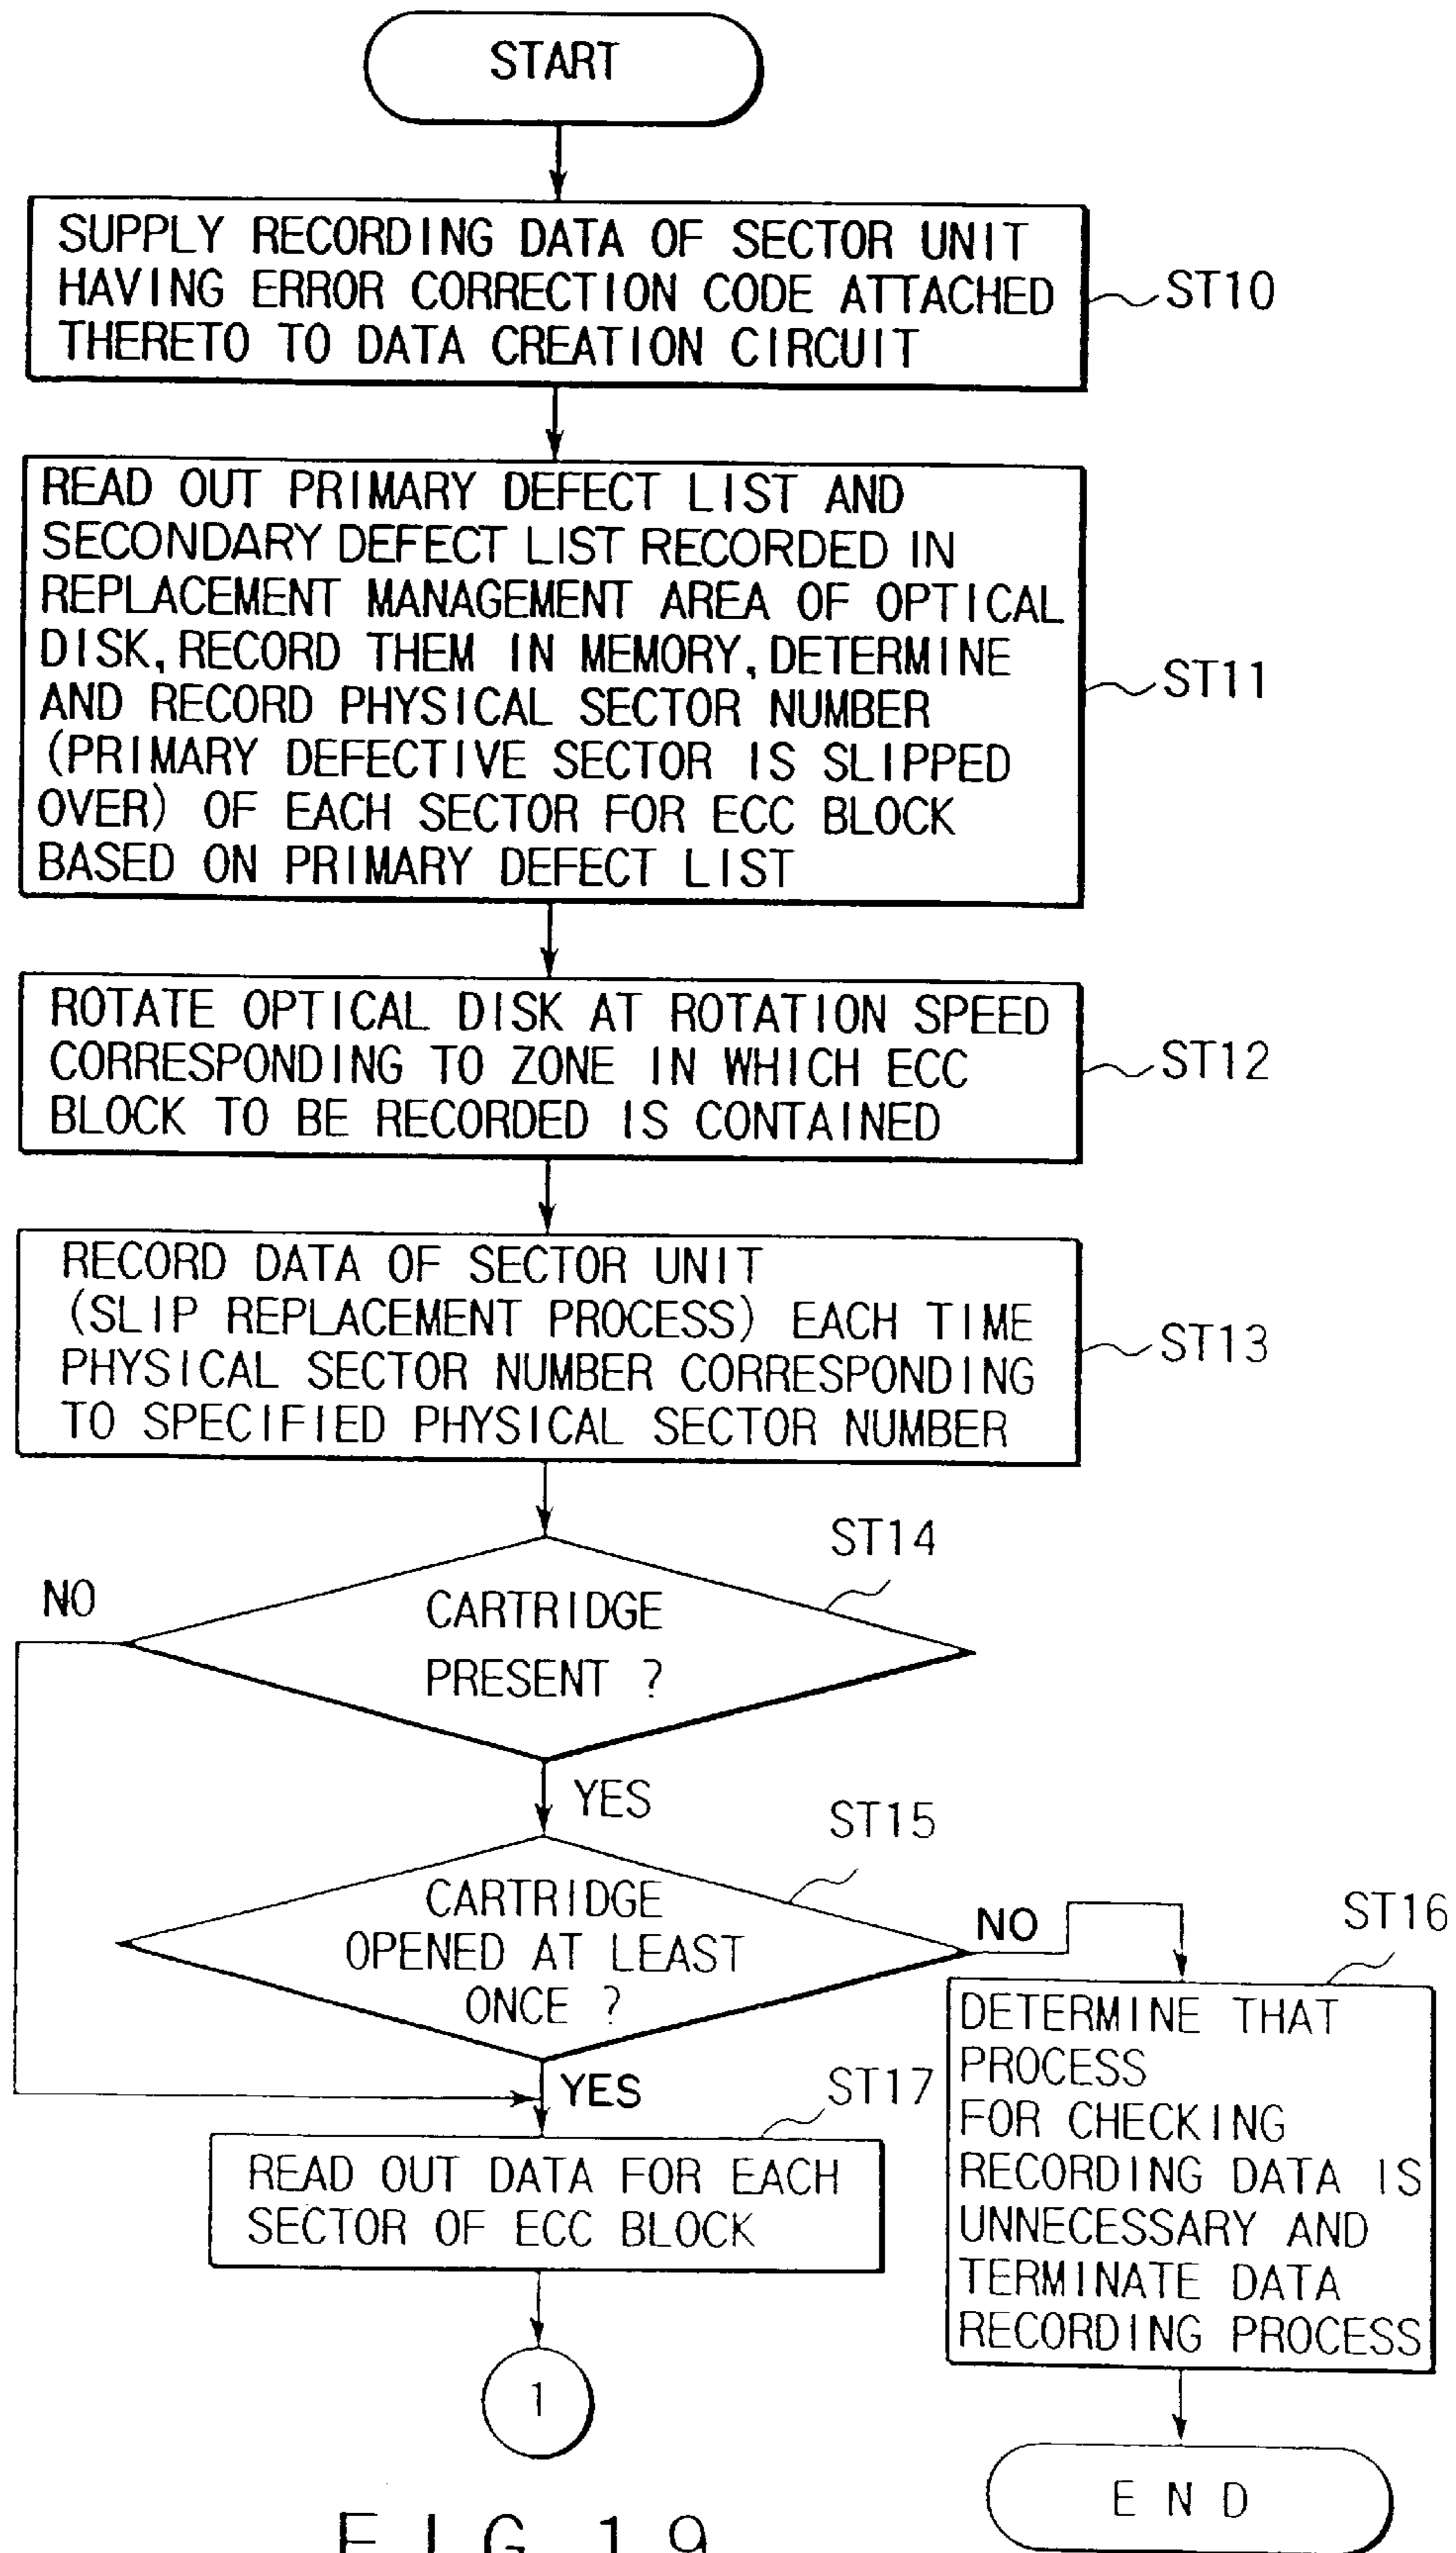 START
SUPPLY RECORDING DATA OF SECTOR UNIT
HAVING ERROR CORRECTION CODE ATTACHED
THERETO TO DATA CREATION CIRCUIT
ST10
READ OUT PRIMARY DEFECT LIST AND
SECONDARY DEFECT LIST RECORDED IN
REPLACEMENT MANAGEMENT AREA OF OPTICAL
DISK, RECORD THEM IN MEMORY, DETERMINE
AND RECORD PHYSICAL SECTOR NUMBER
(PRIMARY DEFECTIVE SECTOR IS SLIPPED
OVER) OF EACH SECTOR FOR ECC BLOCK
BASED ON PRIMARY DEFECT LIST
ST11
ROTATE OPTICAL DISK AT ROTATION SPEED
CORRESPONDING TO ZONE IN WHICH ECC
BLOCK TO BE RECORDED IS CONTAINED
ST12
RECORD DATA OF SECTOR UNIT
(SLIP REPLACEMENT PROCESS) EACH TIME
PHYSICAL SECTOR NUMBER CORRESPONDING
TO SPECIFIED PHYSICAL SECTOR NUMBER
ST13
ST14
NO
CARTRIDGE
PRESENT ?
YES
ST15
CARTRIDGE
OPENED AT LEAST
ONCE ?
NO
ST16
DETERMINE THAT
PROCESS
FOR CHECKING
RECORDING DATA IS
UNNECESSARY AND
TERMINATE DATA
RECORDING PROCESS
YES
ST17
READ OUT DATA FOR EACH
SECTOR OF ECC BLOCK
1
E N D
F I G. 1 9